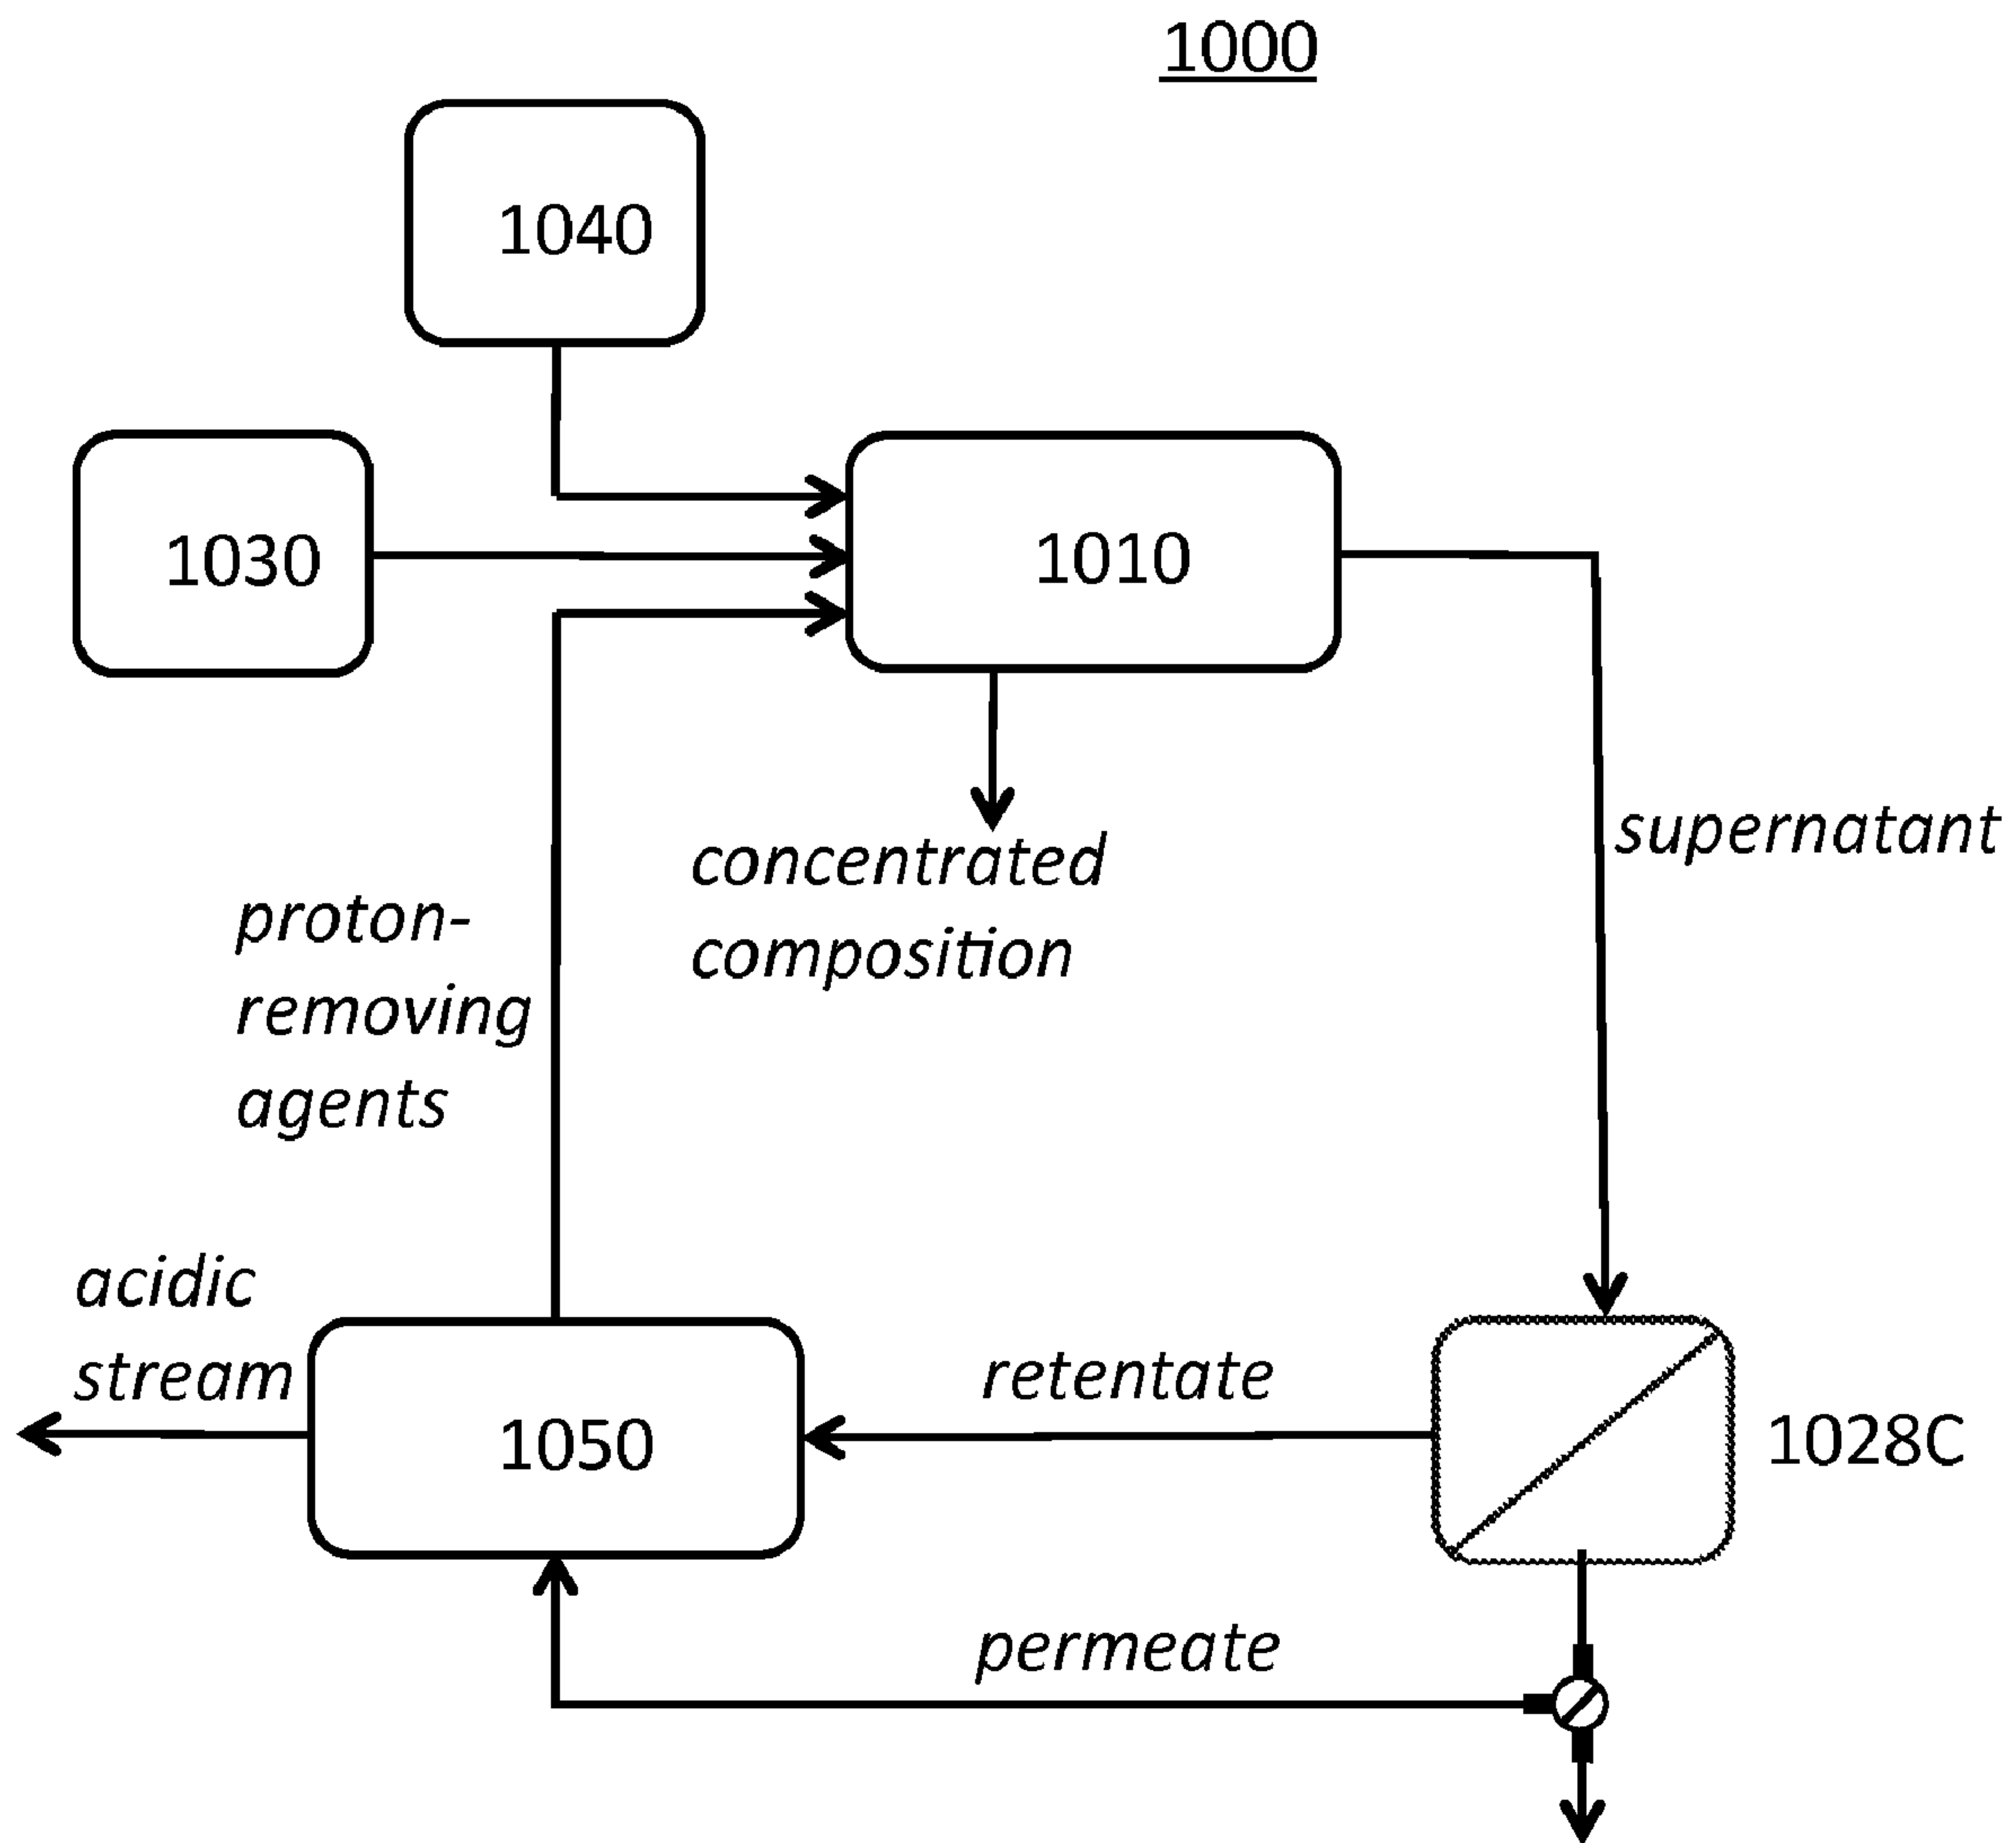 1000
1040
1030
1010
supernatant
concentrated
composition
proton-
removing
agents
acidic
stream
1050
retentate
1028C
permeate